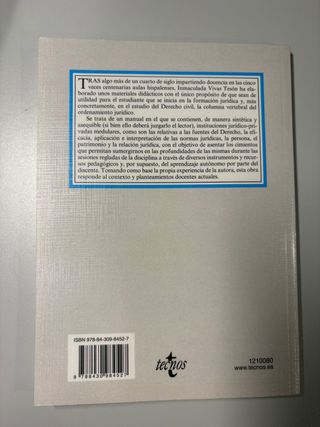 TRAS algo más de un cuarto de siglo impartiendo docencia en las cinco
veces centenarias aulas hispalenses, Inmaculada Vivas Tesón ha ela-
borado unos materiales didácticos con el único propósito de que sean de
utilidad para el estudiante que se inicia en la formación jurídica y, más
concretamente, en el estudio del Derecho civil, la columna vertebral del
ordenamiento jurídico.
Se trata de un manual en el que se contienen, de manera sintética y
asequible (si bien ello deberá juzgarlo el lector), instituciones jurídico-pri-
vadas medulares, como son las relativas a las fuentes del Derecho, la efi-
cacia, aplicación e interpretación de las normas jurídicas, la persona, el
patrimonio y la relación jurídica, con el objetivo de asentar los cimientos
que permitan sumergirnos en las profundidades de las mismas durante las
sesiones regladas de la disciplina a través de diversos instrumentos y recur-
sos pedagógicos y, por supuesto, del aprendizaje autónomo por parte del
discente. Tomando como base la propia experiencia de la autora, esta obra
responde al contexto y planteamientos docentes actuales.
ISBN 978-84-309-8452-7
9 788430 984527
tecnos
1210080
www.tecnos.es